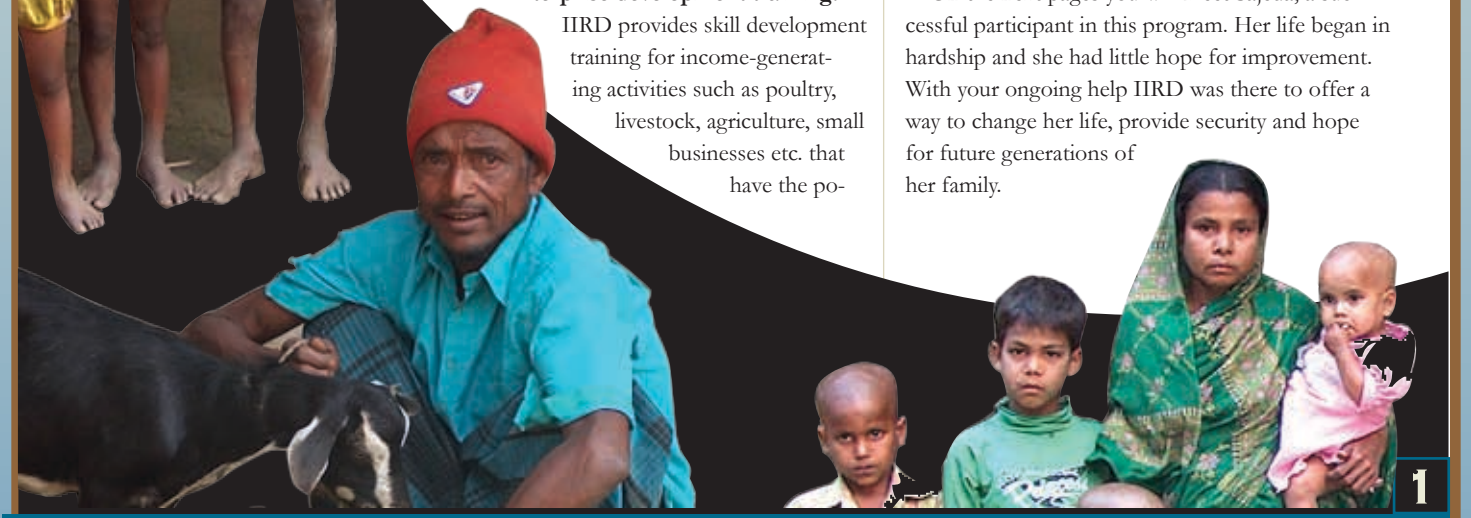 IIRD provides skill development
training for income-generat-
ing activities such as poultry,
livestock, agriculture, small
businesses etc. that
have the po-
cessful participant in this program. Her life began in
hardship and she had little hope for improvement.
With your ongoing help IIRD was there to offer a
way to change her life, provide security and hope
for future generations of
her family.
1